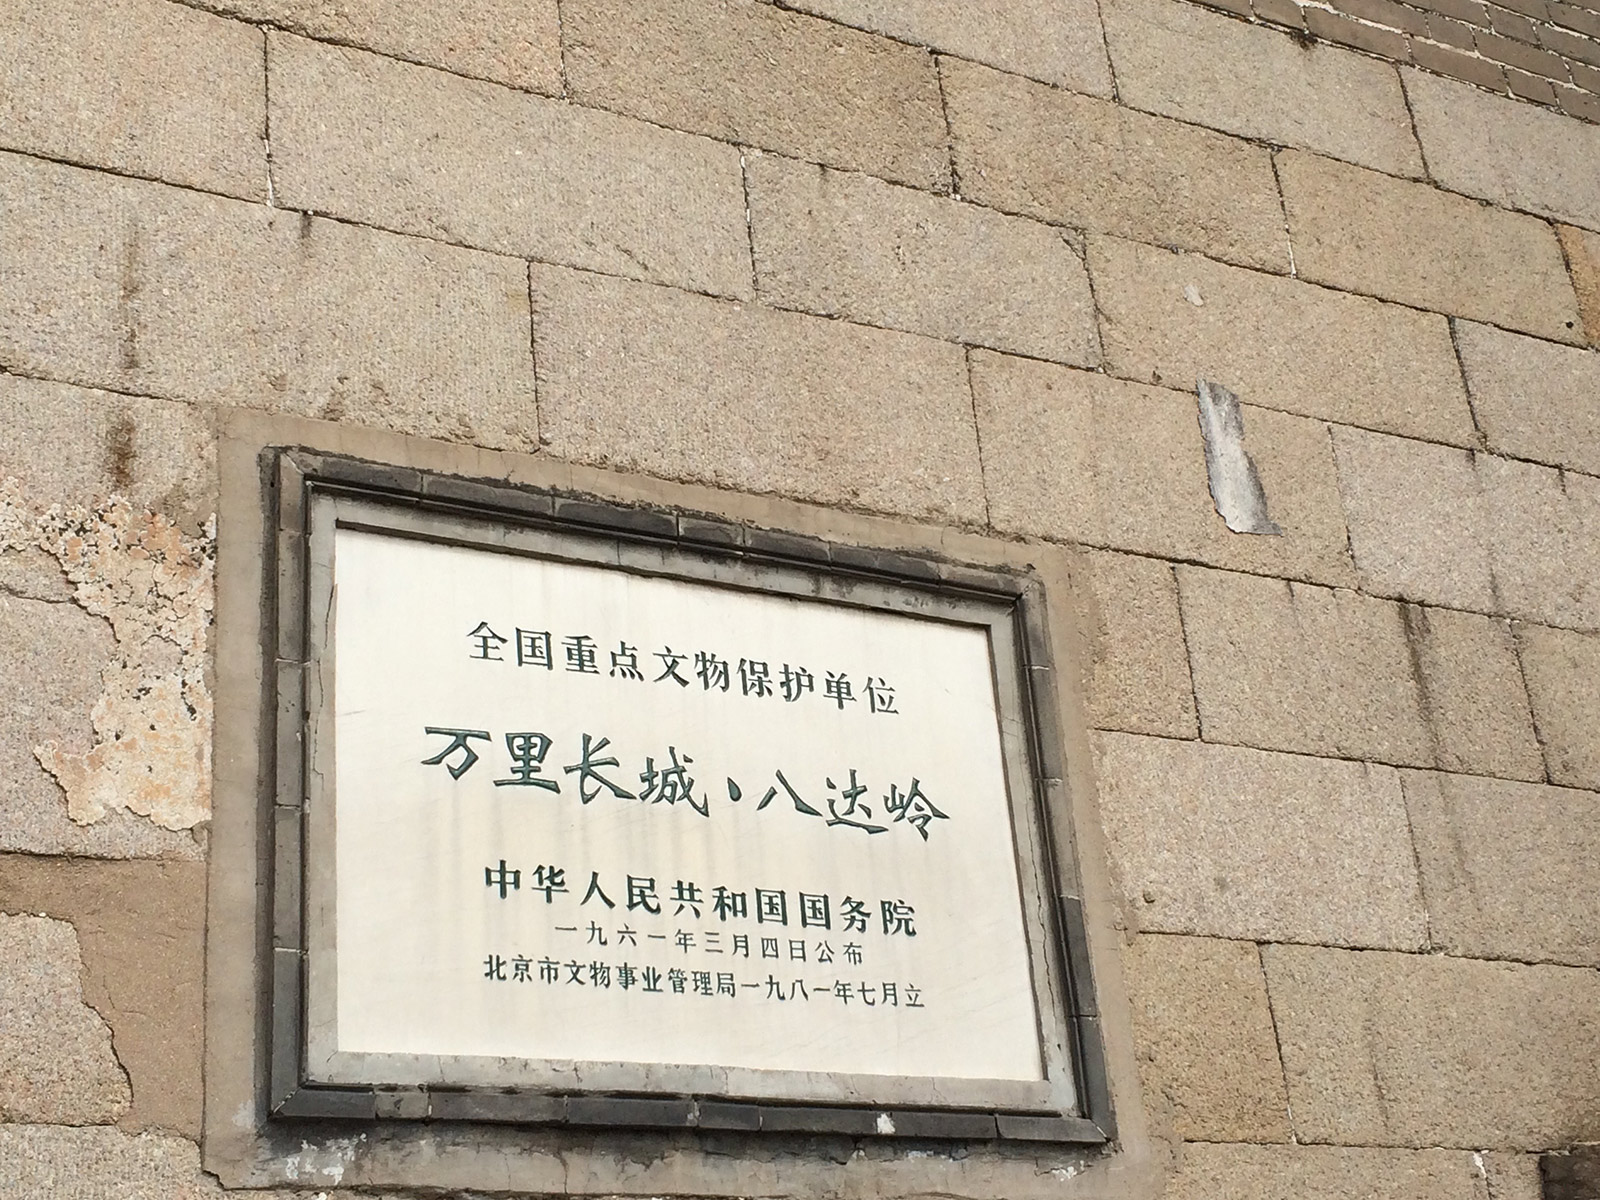 全国重点文物保护单位
万里长城、八达岭
中华人民共和国国务院
一九六一年三月四日公布
北京市文物事业管理局一九八一年七月立